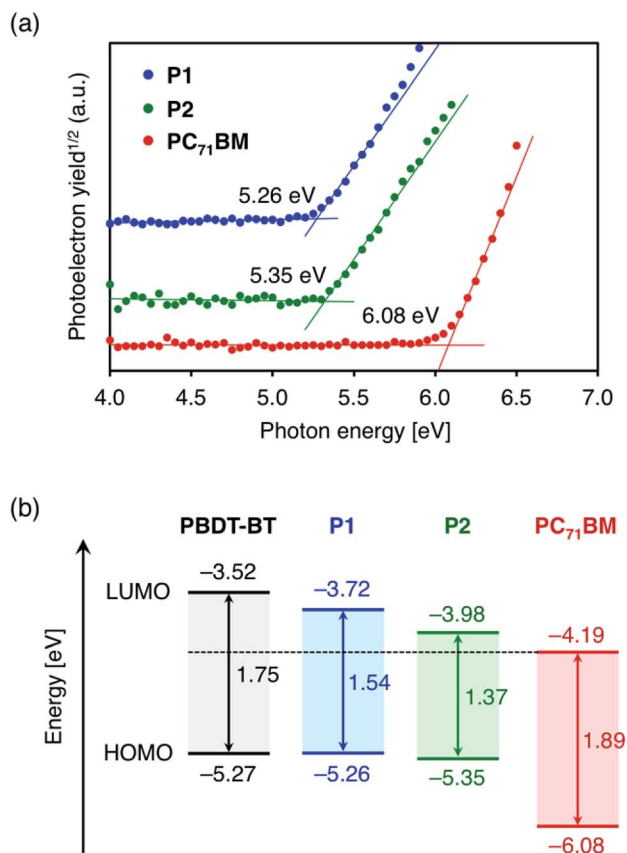 (a)
Photoelectron yield1/2 (a.u.)
P1
P2
PC71BM
5.26 eV
5.35 eV
6.08 eV
4.0 4.5 5.0 5.5 6.0 6.5 7.0
Photon energy [eV]
(b)
PBDT-BT P1 P2 PC71BM
Energy [eV]
LUMO
–3.52 –3.72 –3.98 –4.19
1.75 1.54 1.37 1.89
HOMO
–5.27 –5.26 –5.35 –6.08